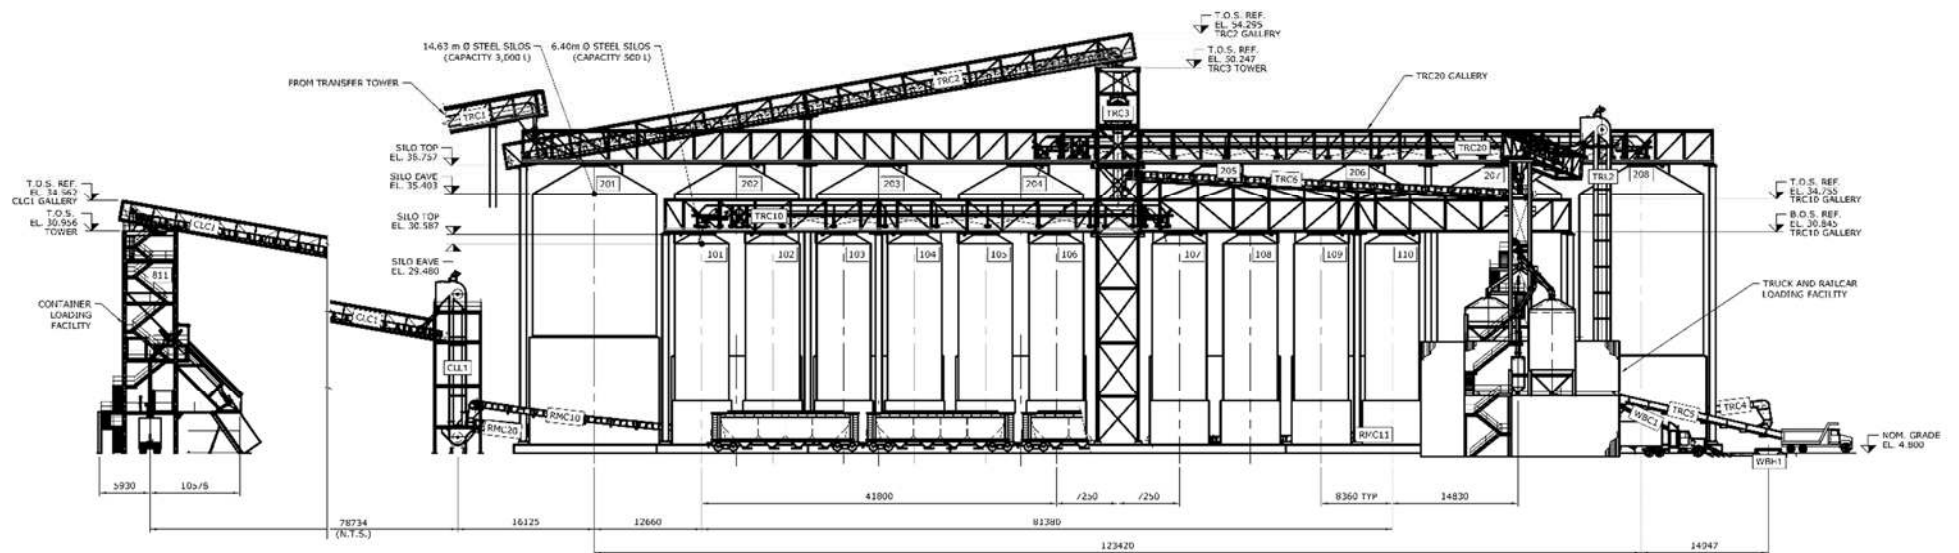 T.O.S. REF.
EL. 54.295
TRC2 GALLERY
14.63 m Ø STEEL SILOS
(CAPACITY 3,000 t)
6.40m Ø STEEL SILOS
(CAPACITY 500 t)
T.O.S. REF.
EL. 50.247
TRC3 TOWER
FROM TRANSFER TOWER
TRC1
TRC2
TRC3
TRC20 GALLERY
TRC20
SILO TOP
EL. 38.757
SILO EAVE
EL. 35.403
T.O.S. REF.
EL. 34.562
CLC1 GALLERY
T.O.S.
EL. 30.956
TOWER
SILO TOP
EL. 30.587
SILO EAVE
EL. 29.480
201
202
203
204
205
TRC6
206
207
TRL2
208
T.O.S. REF.
EL. 34.755
TRC10 GALLERY
B.O.S. REF.
EL. 30.845
TRC10 GALLERY
CLC1
TRC10
101
102
103
104
105
106
107
108
109
110
811
CONTAINER
LOADING
FACILITY
CLC1
TRUCK AND RAILCAR
LOADING FACILITY
CLL1
RMC10
RMC20
RMC11
WBC1
TRC5
TRC4
WBH1
NOM. GRADE
EL. 4.800
5930
10576
41800
7250
7250
8360 TYP
14830
78734
(N.T.S.)
16125
12660
81380
123420
14947